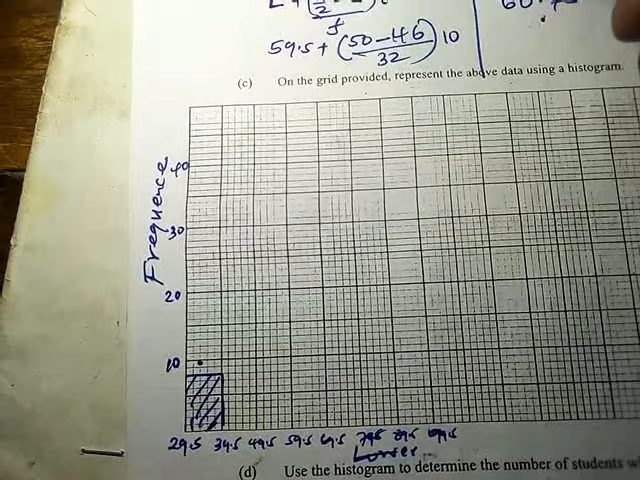 59.5 + (50-46 / 32) 10
(c) On the grid provided, represent the above data using a histogram.
Frequence
40
30
20
10
29.5 39.5 49.5 59.5 69.5 79.5 89.5 99.5
Lower
(d) Use the histogram to determine the number of students w